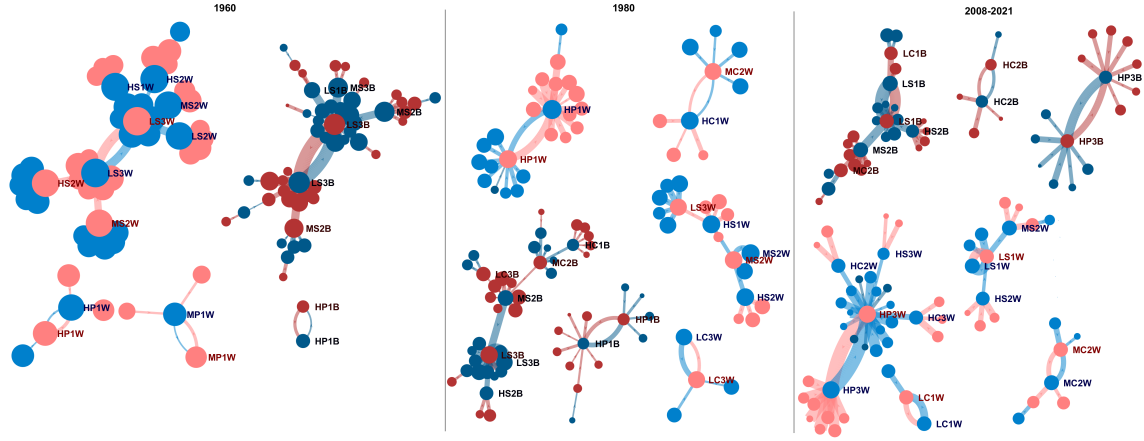 1960
HS2W
HS1W
MS2W
LS3W
LS2W
LS3W
HS2W
MS2W
HP1W
HP1W
MP1W
MP1W
LS1B
MS3B
MS2B
LS3B
LS3B
MS2B
HP1B
HP1B
1980
HP1W
HP1W
MC2W
HC1W
LS3W
HS1W
MS2W
MS2W
HS2W
HC1B
MC2B
LC3B
MS2B
LS3B
LS3B
HS2B
HP1B
HP1B
LC3W
LC3W
2008-2021
LC1B
LS1B
LS1B
HS2B
MS2B
MC2B
HC2B
HC2B
HP3B
HP3B
HS3W
HC2W
HP3W
HC3W
HP3W
MS2W
LS1W
LS1W
HS2W
LC1W
LC1W
MC2W
MC2W